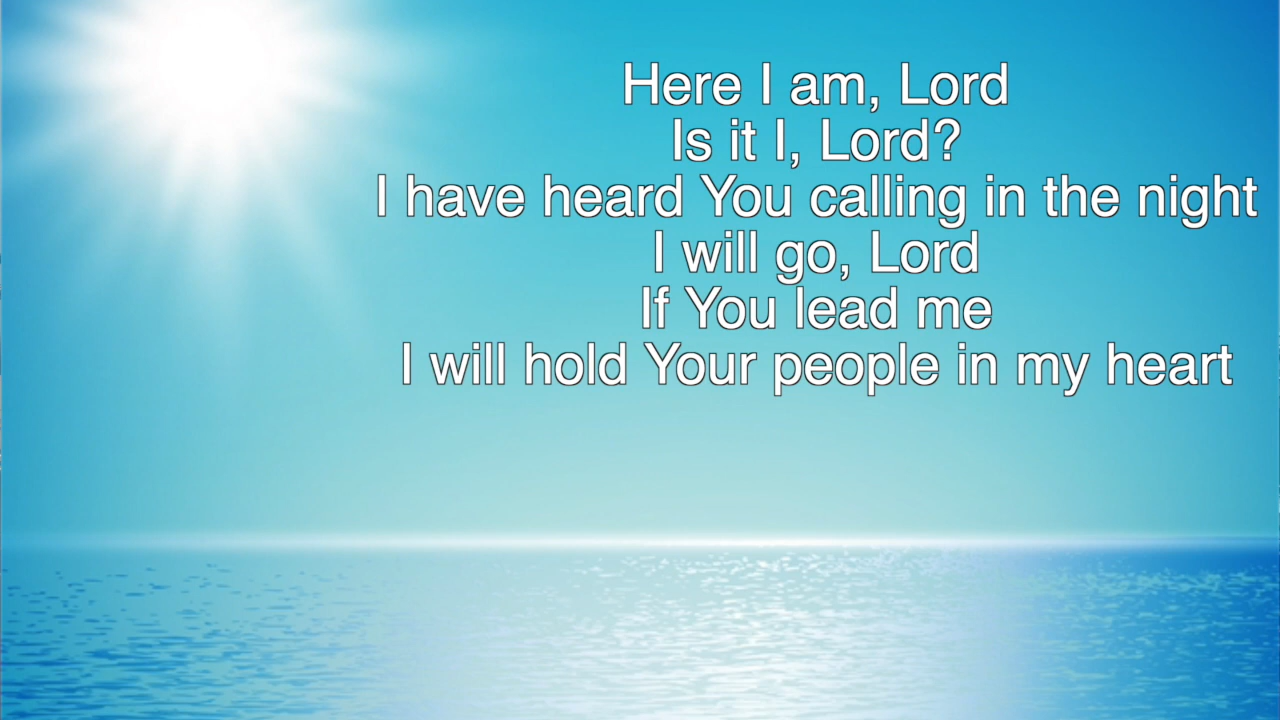 Here I am, Lord
Is it I, Lord?
I have heard You calling in the night
I will go, Lord
If You lead me
I will hold Your people in my heart